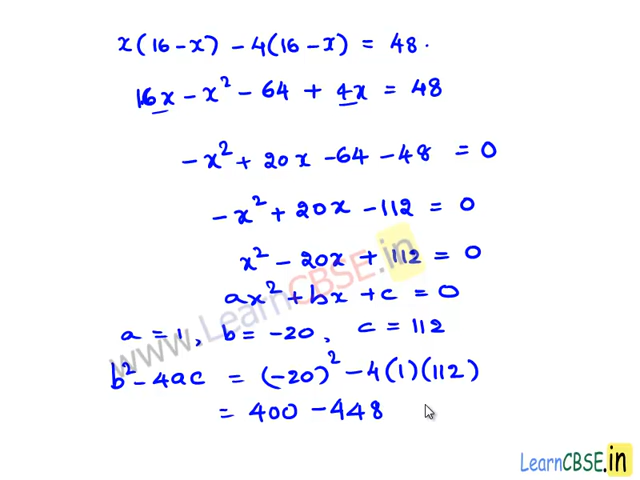 x(16-x) - 4(16-x) = 48.
16x - x² - 64 + 4x = 48
-x² + 20x - 64 - 48 = 0
-x² + 20x - 112 = 0
x² - 20x + 112 = 0
ax² + bx + c = 0
a = 1, b = -20, c = 112
b² - 4ac = (-20)² - 4(1)(112)
= 400 - 448
www.LearnCBSE.in
LearnCBSE.in